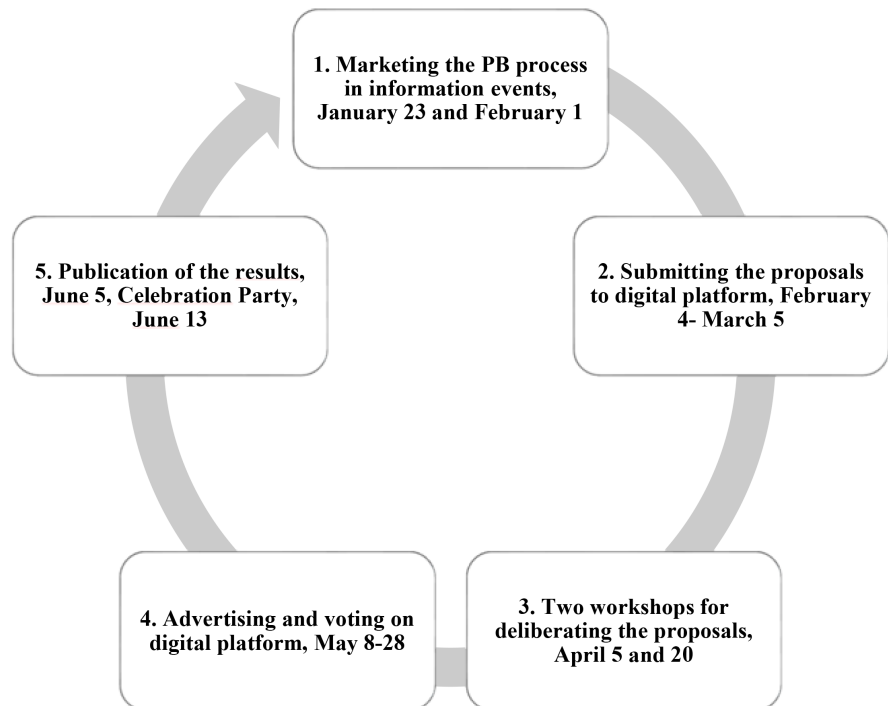 1. Marketing the PB process
in information events,
January 23 and February 1
2. Submitting the proposals
to digital platform, February
4- March 5
3. Two workshops for
deliberating the proposals,
April 5 and 20
4. Advertising and voting on
digital platform, May 8-28
5. Publication of the results,
June 5, Celebration Party,
June 13